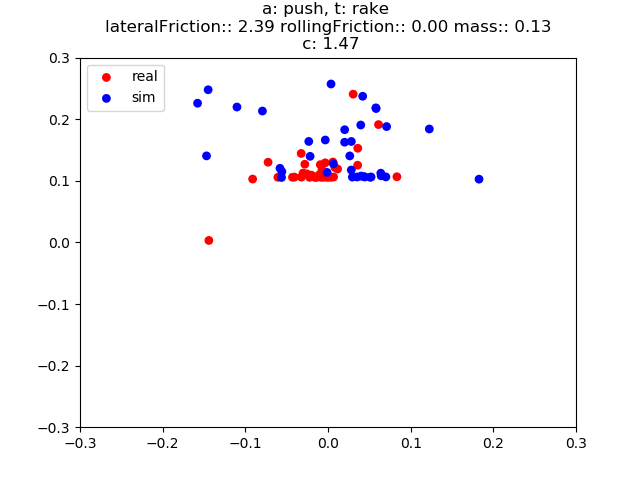 a: push, t: rake
lateralFriction:: 2.39 rollingFriction:: 0.00 mass:: 0.13
c: 1.47
real
sim
0.3
0.2
0.1
0.0
−0.1
−0.2
−0.3
−0.3 −0.2 −0.1 0.0 0.1 0.2 0.3